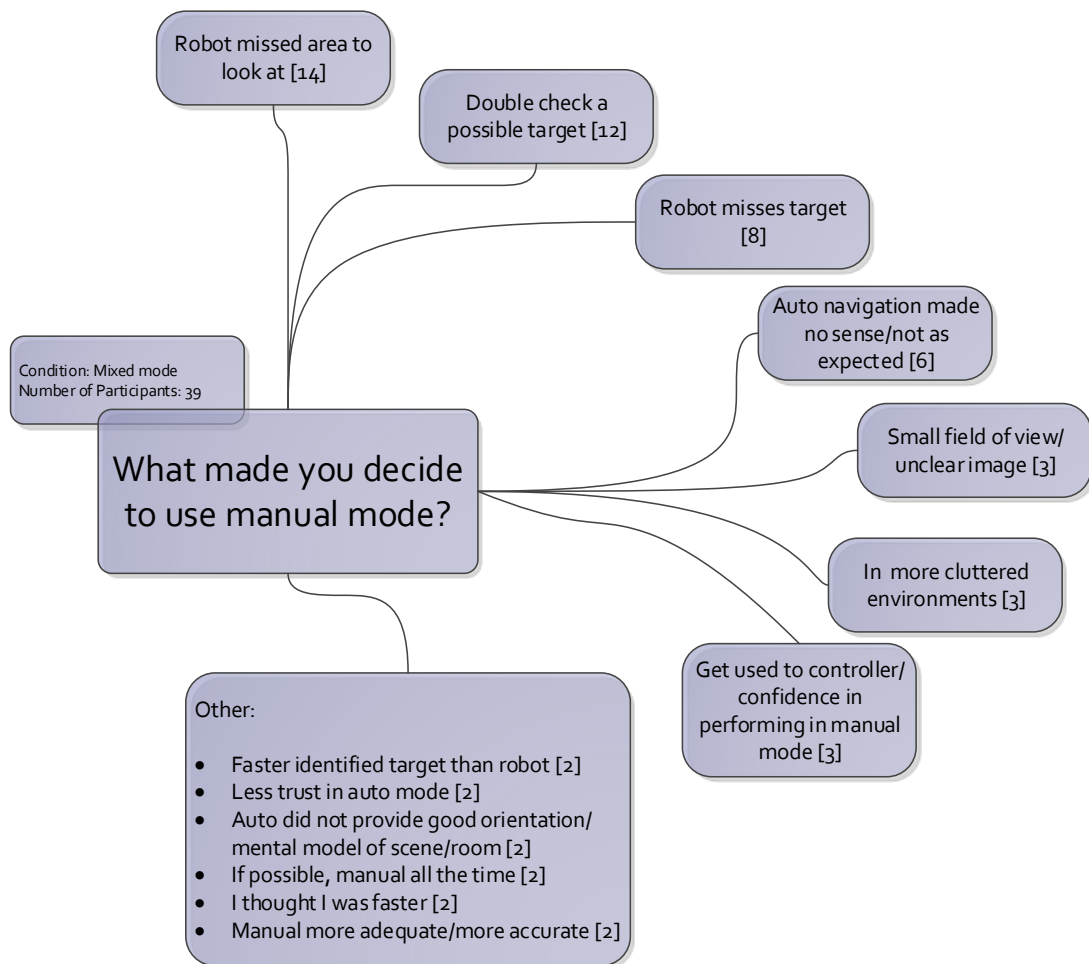 Robot missed area to
look at [14]
Double check a
possible target [12]
Robot misses target
[8]
Auto navigation made
no sense/not as
expected [6]
Condition: Mixed mode
Number of Participants: 39
Small field of view/
unclear image [3]
What made you decide
to use manual mode?
In more cluttered
environments [3]
Get used to controller/
confidence in
performing in manual
mode [3]
Other:
• Faster identified target than robot [2]
• Less trust in auto mode [2]
• Auto did not provide good orientation/
mental model of scene/room [2]
• If possible, manual all the time [2]
• I thought I was faster [2]
• Manual more adequate/more accurate [2]